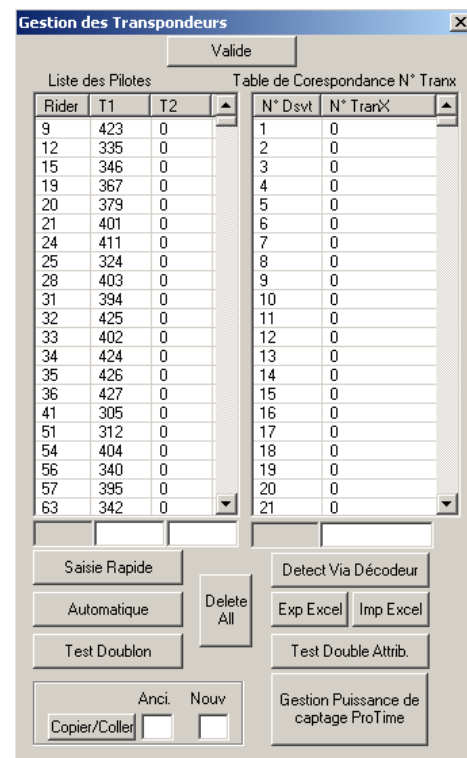 Gestion des Transpondeurs
Valide
Liste des Pilotes
Table de Corespondance N° Tranx
Rider T1 T2
9 423 0
12 335 0
15 346 0
19 367 0
20 379 0
21 401 0
24 411 0
25 324 0
28 403 0
31 394 0
32 425 0
33 402 0
34 424 0
35 426 0
36 427 0
41 305 0
51 312 0
54 404 0
56 340 0
57 395 0
63 342 0
N° Dsvt N° TranX
1 0
2 0
3 0
4 0
5 0
6 0
7 0
8 0
9 0
10 0
11 0
12 0
13 0
14 0
15 0
16 0
17 0
18 0
19 0
20 0
21 0
Saisie Rapide
Automatique
Test Doublon
Delete
All
Detect Via Décodeur
Exp Excel
Imp Excel
Test Double Attrib.
Anci. Nouv
Copier/Coller
Gestion Puissance de
captage ProTime